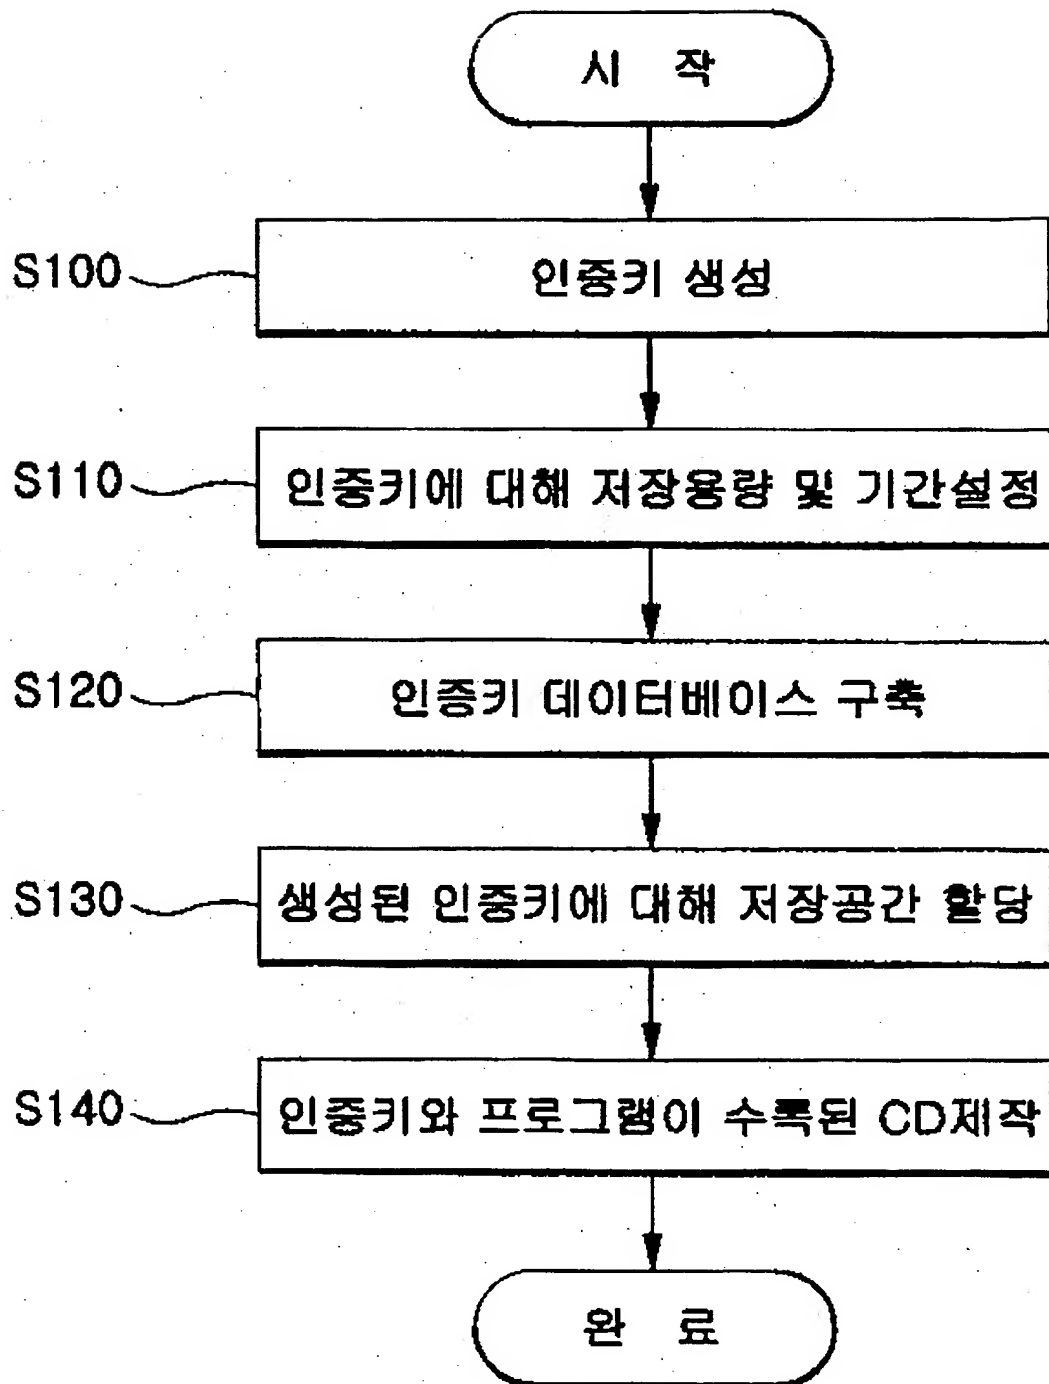 시 작
S100 인증키 생성
S110 인증키에 대해 저장용량 및 기간설정
S120 인증키 데이터베이스 구축
S130 생성된 인증키에 대해 저장공간 할당
S140 인증키와 프로그램이 수록된 CD제작
완 료